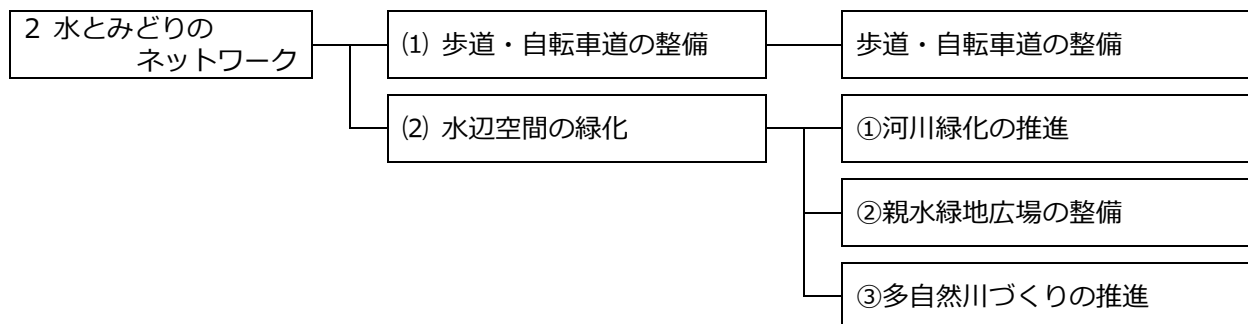 2 水とみどりの
ネットワーク
⑴ 歩道・自転車道の整備
歩道・自転車道の整備
⑵ 水辺空間の緑化
①河川緑化の推進
②親水緑地広場の整備
③多自然川づくりの推進